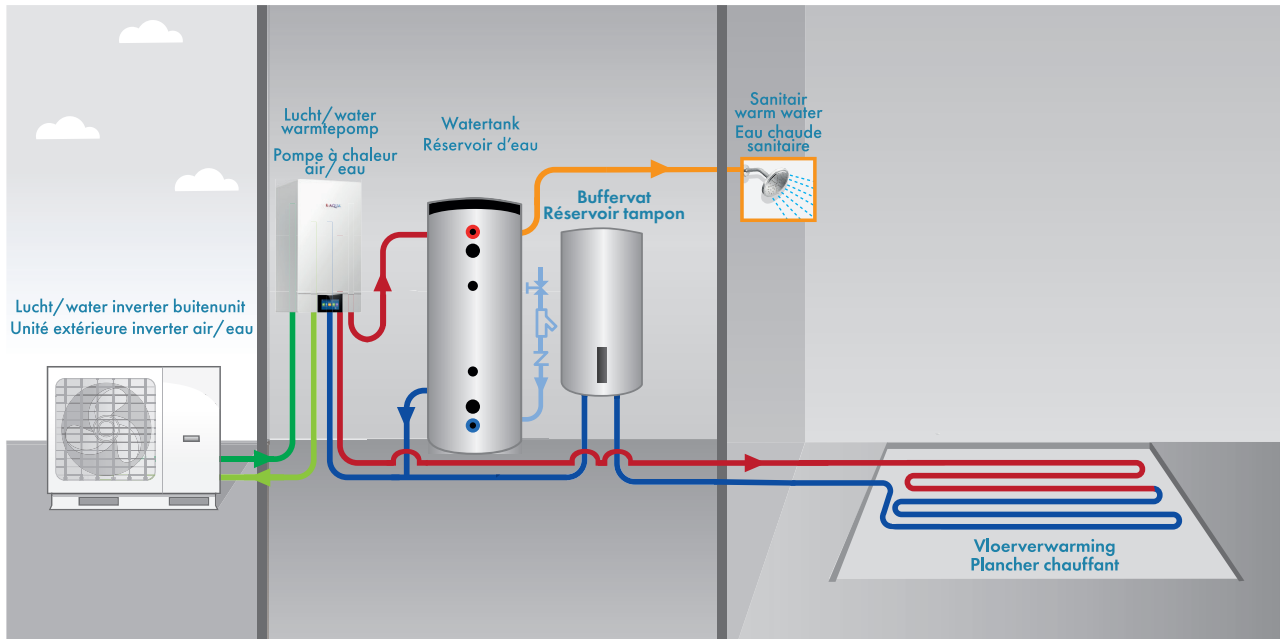 Lucht/water
warmtepomp
Pompe à chaleur
air/eau
Watertank
Réservoir d'eau
Sanitair
warm water
Eau chaude
sanitaire
Buffervat
Réservoir tampon
Lucht/water inverter buitenunit
Unité extérieure inverter air/eau
Vloerverwarming
Plancher chauffant